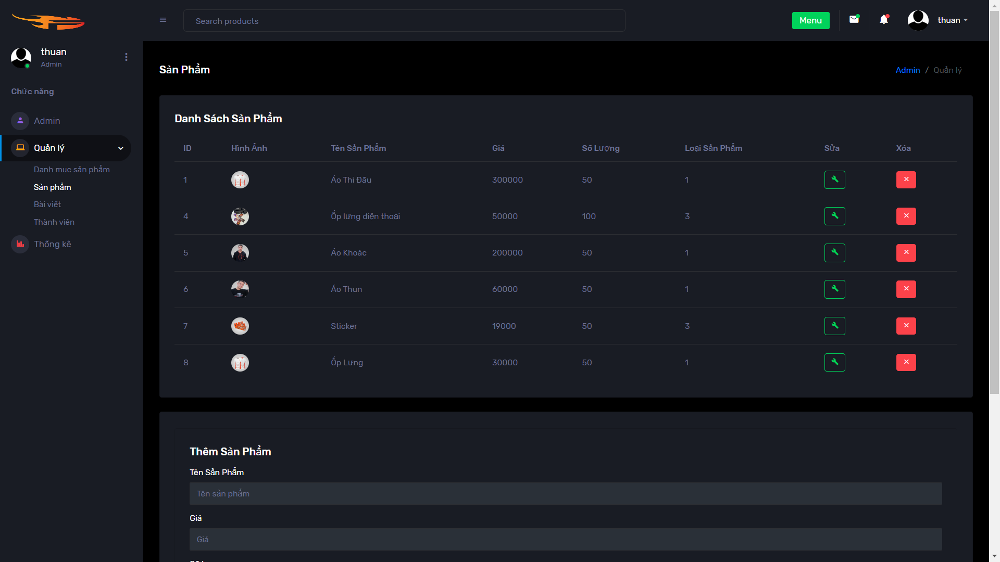 Search products
Menu
thuan
thuan
Admin
Chức năng
Admin
Quản lý
Danh mục sản phẩm
Sản phẩm
Bài viết
Thành viên
Thống kê
Sản Phẩm
Admin / Quản lý
Danh Sách Sản Phẩm
ID Hình Ảnh Tên Sản Phẩm Giá Số Lượng Loại Sản Phẩm Sửa Xóa
1 Áo Thi Đấu 300000 50 1
4 Ốp lưng điện thoại 50000 100 3
5 Áo Khoác 200000 50 1
6 Áo Thun 60000 50 1
7 Sticker 19000 50 3
8 Ốp Lưng 30000 50 1
Thêm Sản Phẩm
Tên Sản Phẩm
Tên sản phẩm
Giá
Giá